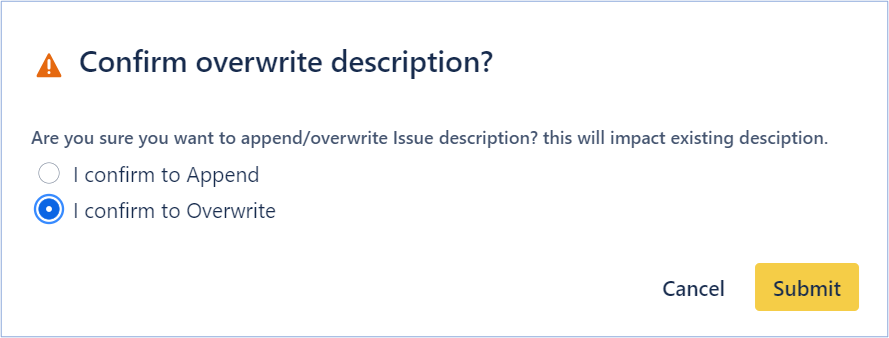 Confirm overwrite description?
Are you sure you want to append/overwrite Issue description? this will impact existing desciption.
I confirm to Append
I confirm to Overwrite
Cancel Submit